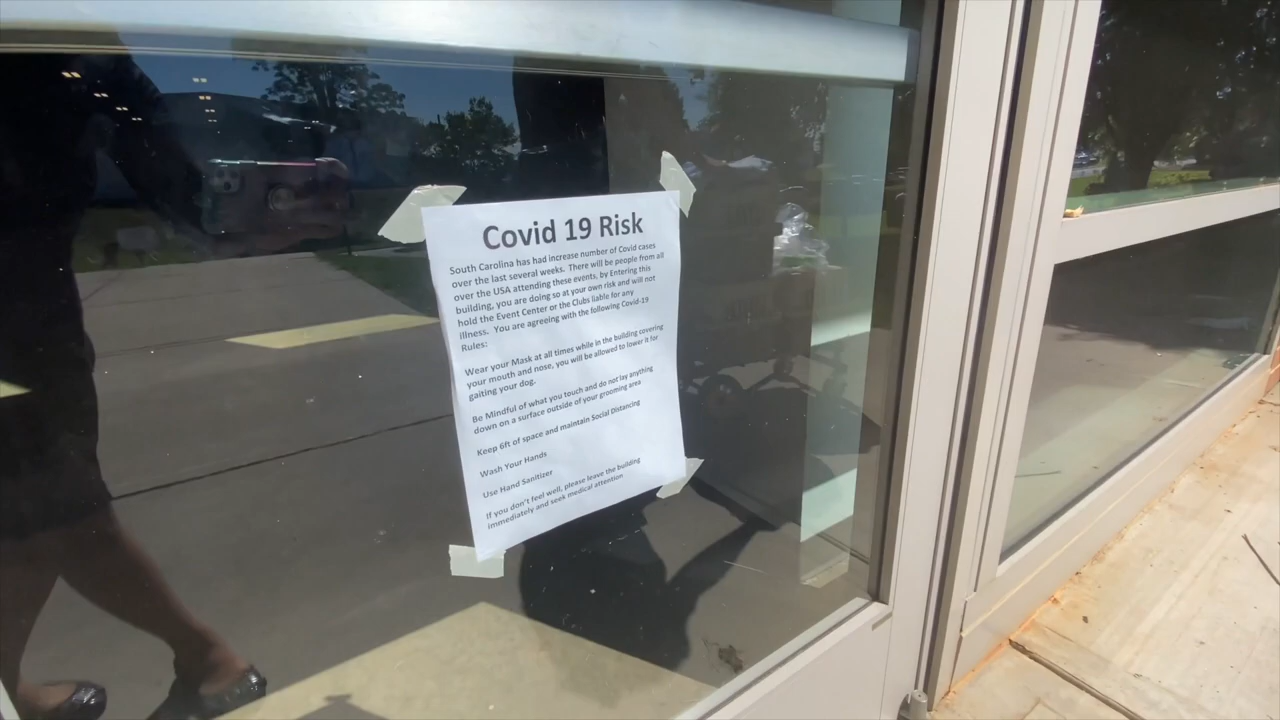 Covid 19 Risk
South Carolina has had increase number of Covid cases
over the last several weeks. There will be people from all
over the USA attending these events, by Entering this
building, you are doing so at your own risk and will not
hold the Event Center or the Clubs liable for any
illness. You are agreeing with the following Covid-19
Rules:
Wear your Mask at all times while in the building covering
your mouth and nose, you will be allowed to lower it for
gaiting your dog.
Be Mindful of what you touch and do not lay anything
down on a surface outside of your grooming area
Keep 6ft of space and maintain Social Distancing
Wash Your Hands
Use Hand Sanitizer
If you don't feel well, please leave the building
immediately and seek medical attention